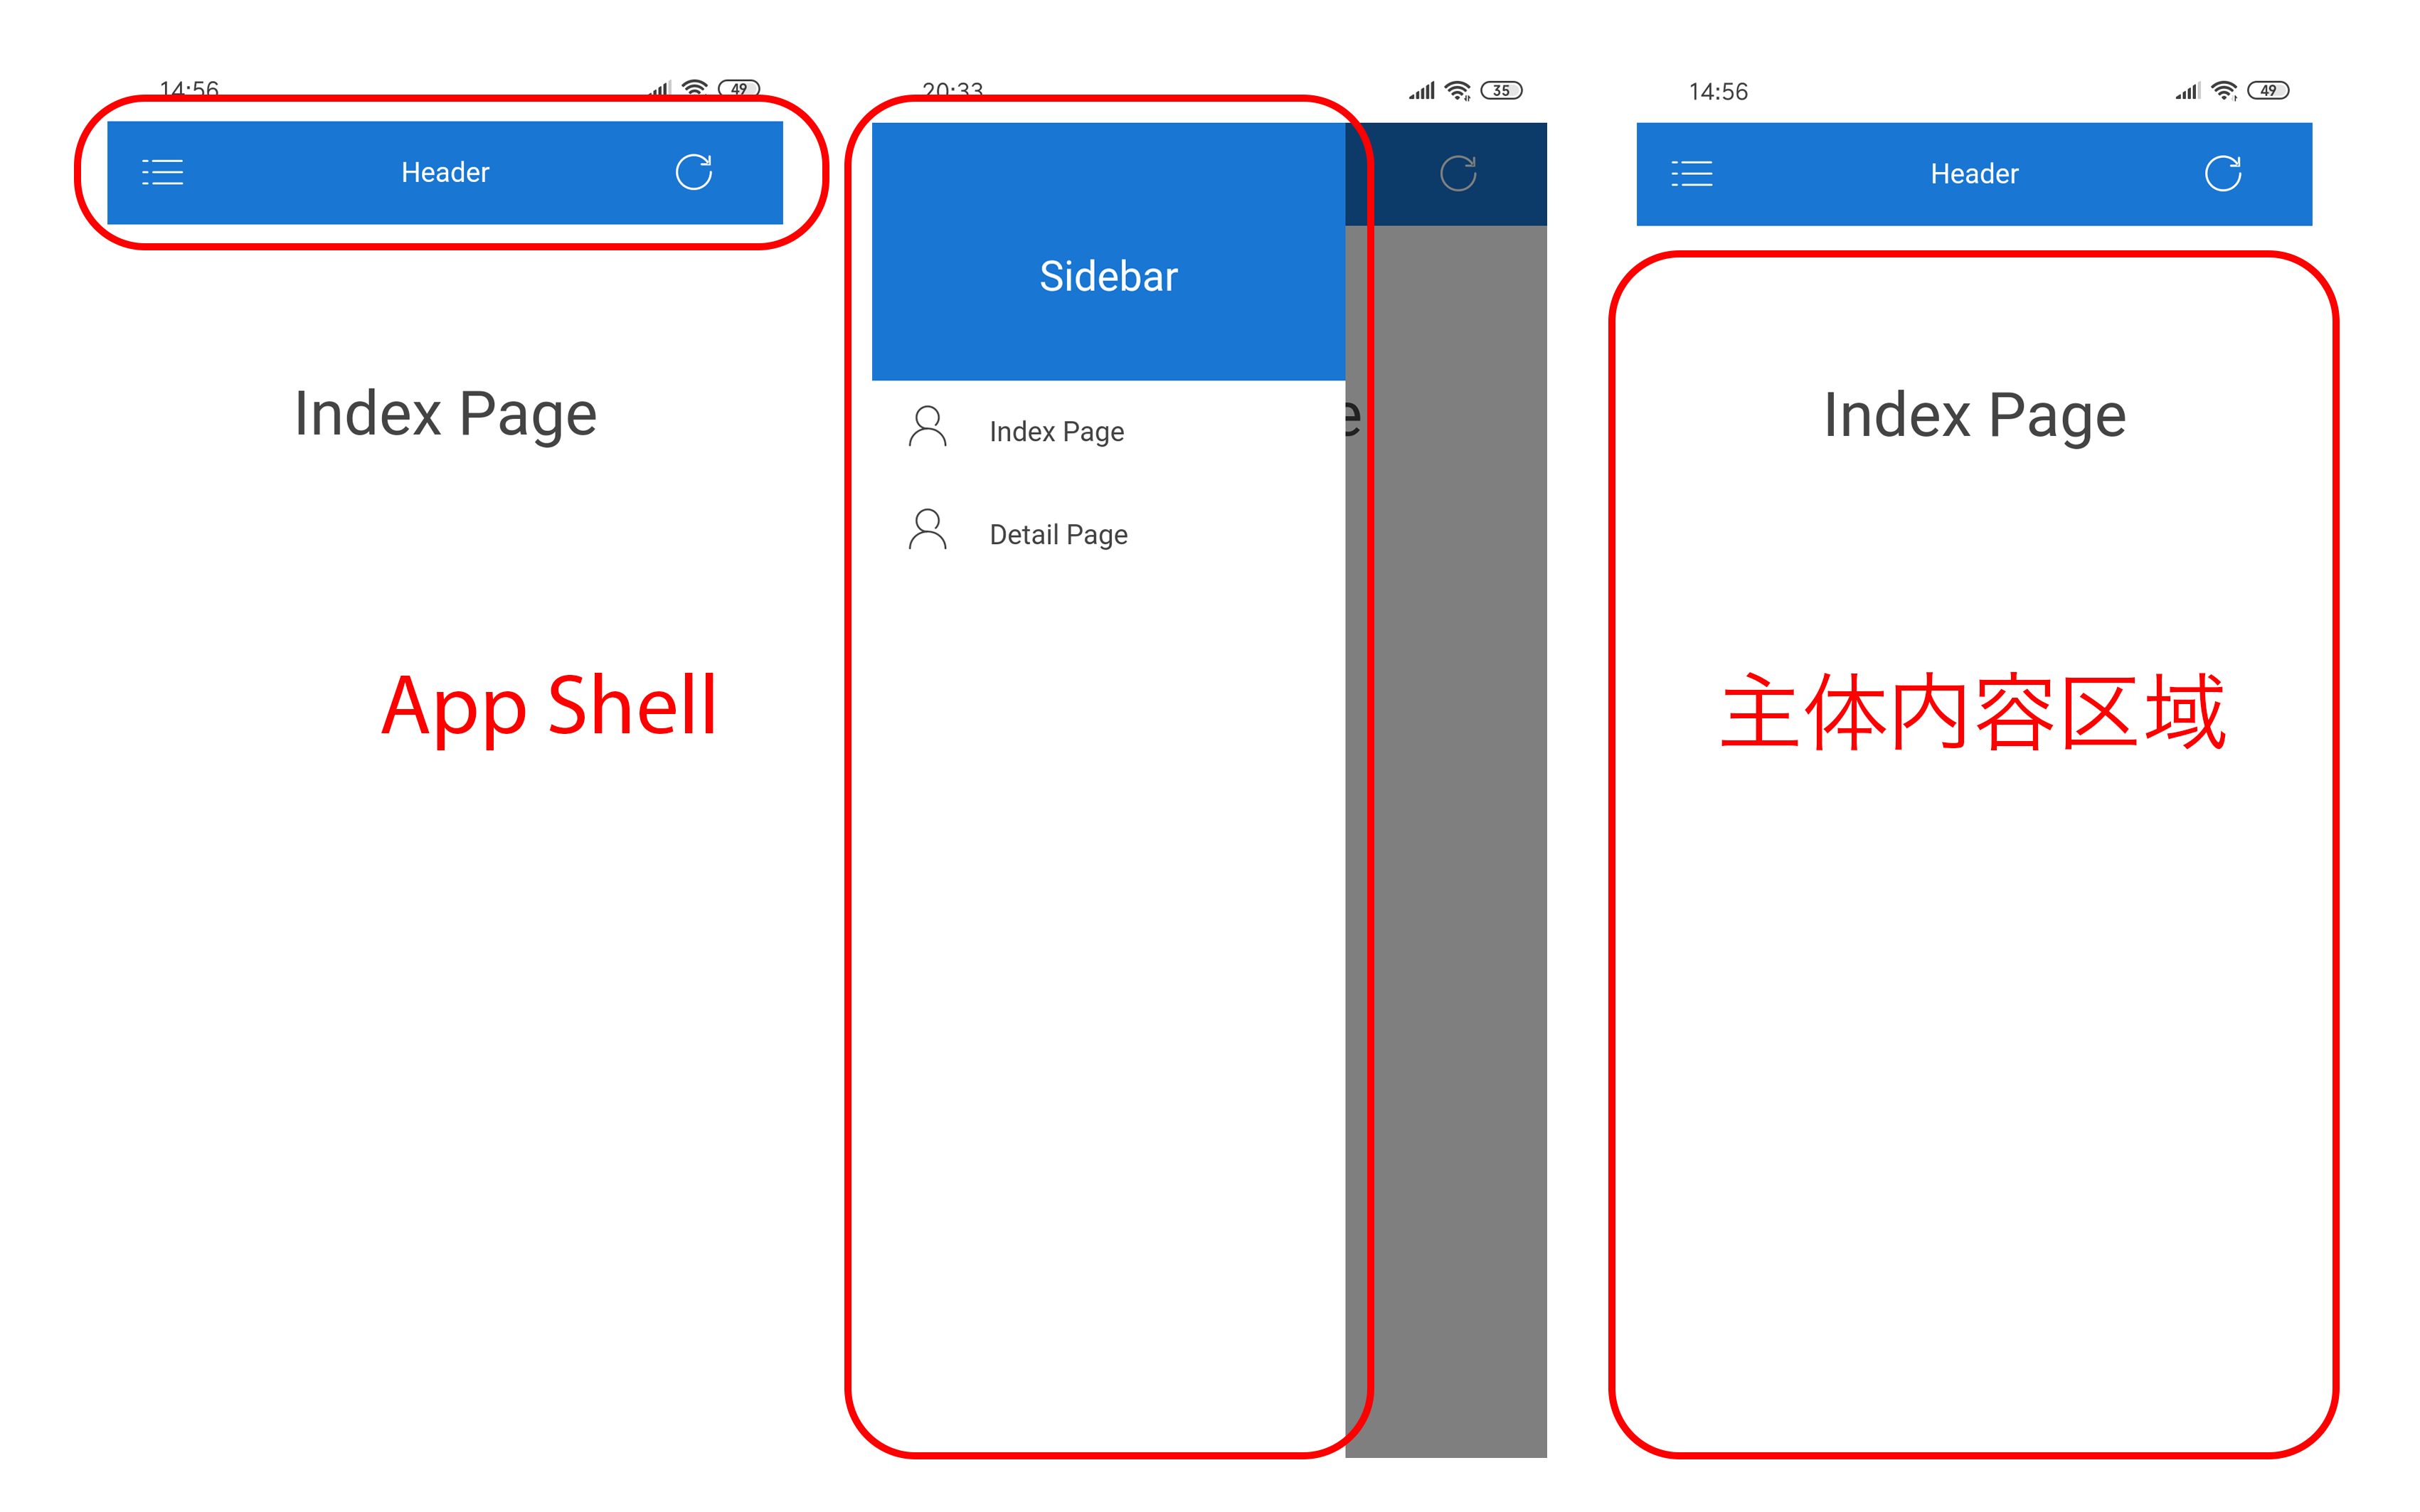 14:56
49
Header
Index Page
App Shell
20:33
35
Sidebar
e
Index Page
Detail Page
14:56
49
Header
Index Page
主体内容区域